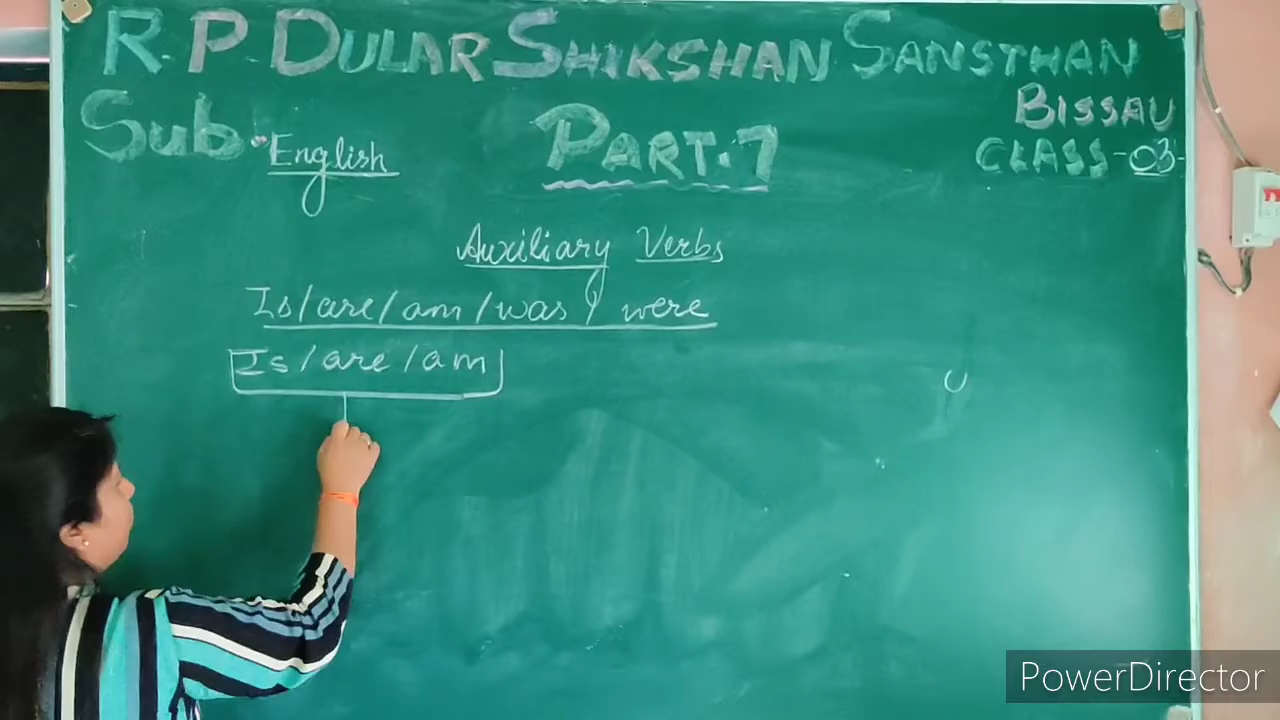 R.P. DULAR SHIKSHAN SANSTHAN
BISSAU
Sub. English PART.7 CLASS-03
Auxiliary Verbs
Is/are/am/was/ were
Is/are/am
PowerDirector